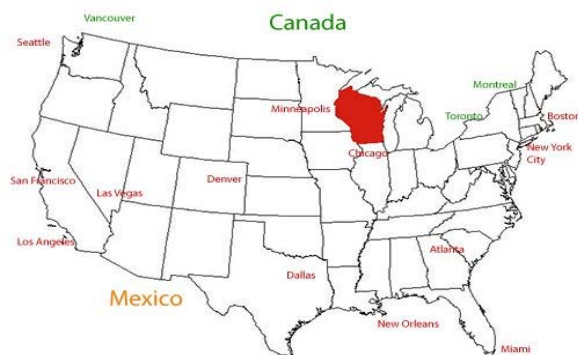 Vancouver
Canada
Seattle
Montreal
Minneapolis
Toronto
Boston
New York
City
Chicago
San Francisco
Las Vegas
Denver
Los Angeles
Atlanta
Dallas
Mexico
New Orleans
Miami